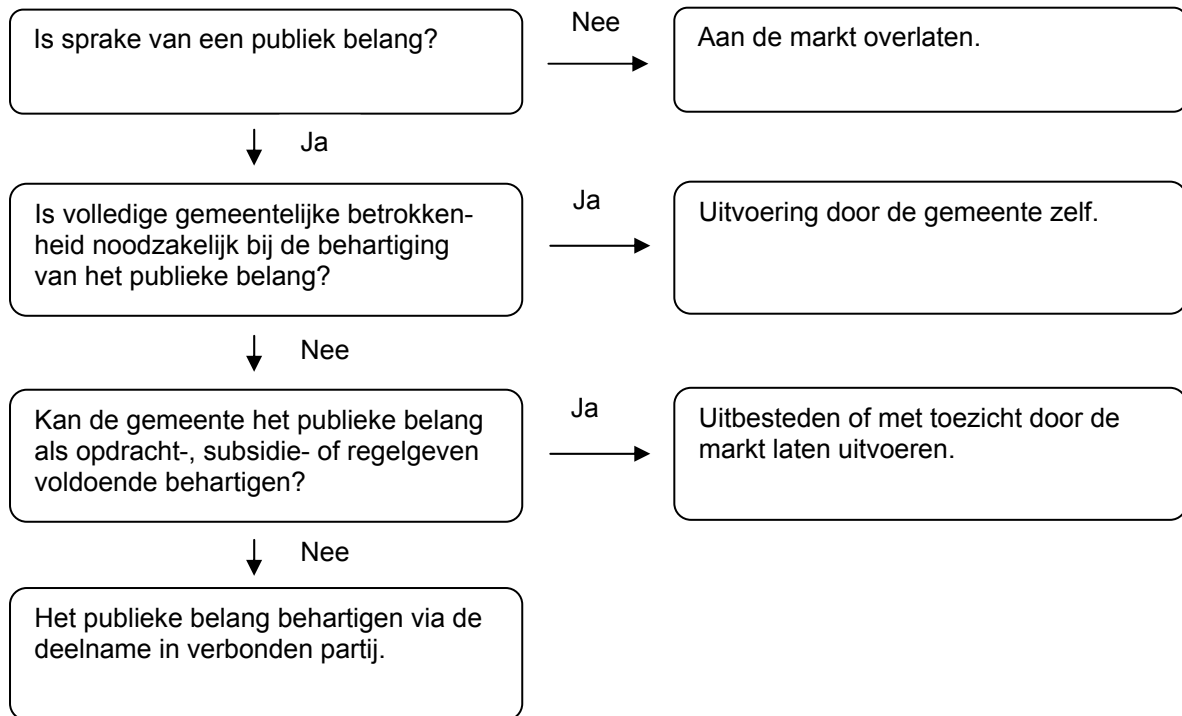 Is sprake van een publiek belang?
Nee
Aan de markt overlaten.
Ja
Is volledige gemeentelijke betrokken-
heid noodzakelijk bij de behartiging
van het publieke belang?
Ja
Uitvoering door de gemeente zelf.
Nee
Kan de gemeente het publieke belang
als opdracht-, subsidie- of regelgeven
voldoende behartigen?
Ja
Uitbesteden of met toezicht door de
markt laten uitvoeren.
Nee
Het publieke belang behartigen via de
deelname in verbonden partij.